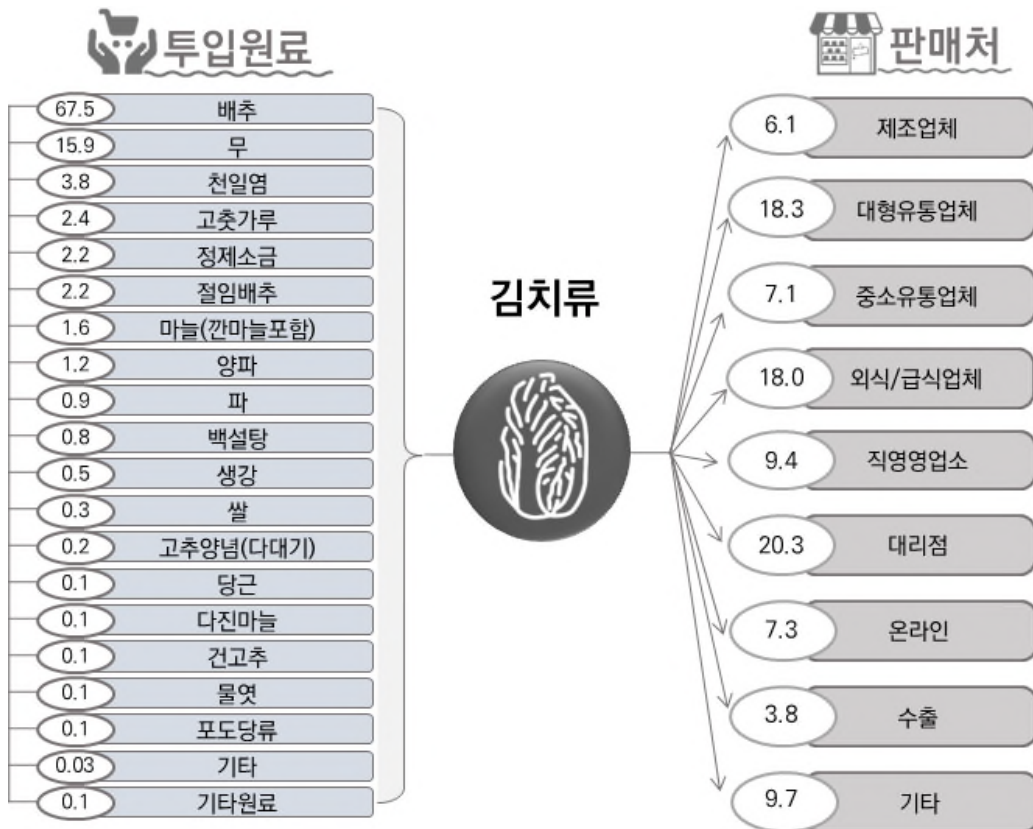 투입원료
67.5 배추
15.9 무
3.8 천일염
2.4 고춧가루
2.2 정제소금
2.2 절임배추
1.6 마늘(깐마늘포함)
1.2 양파
0.9 파
0.8 백설탕
0.5 생강
0.3 쌀
0.2 고추양념(다대기)
0.1 당근
0.1 다진마늘
0.1 건고추
0.1 물엿
0.1 포도당류
0.03 기타
0.1 기타원료
김치류
판매처
6.1 제조업체
18.3 대형유통업체
7.1 중소유통업체
18.0 외식/급식업체
9.4 직영영업소
20.3 대리점
7.3 온라인
3.8 수출
9.7 기타